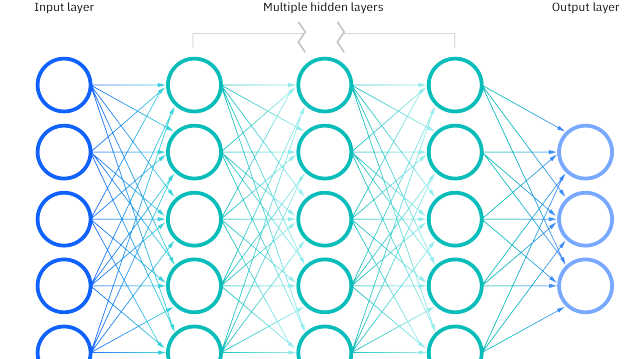 Input layer
Multiple hidden layers
Output layer